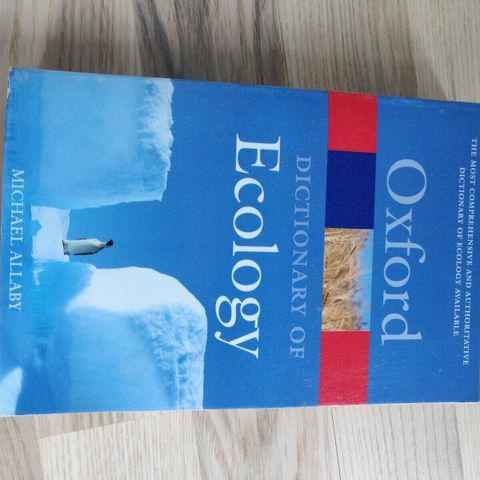 THE MOST COMPREHENSIVE AND AUTHORITATIVE
DICTIONARY OF ECOLOGY AVAILABLE
Oxford
DICTIONARY OF
Ecology
MICHAEL ALLABY